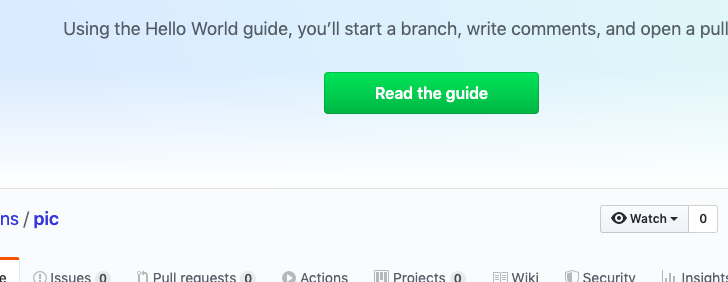 Using the Hello World guide, you’ll start a branch, write comments, and open a pull
Read the guide
ns / pic
Watch 0
e Issues 0 Pull requests 0 Actions Projects 0 Wiki Security Insights